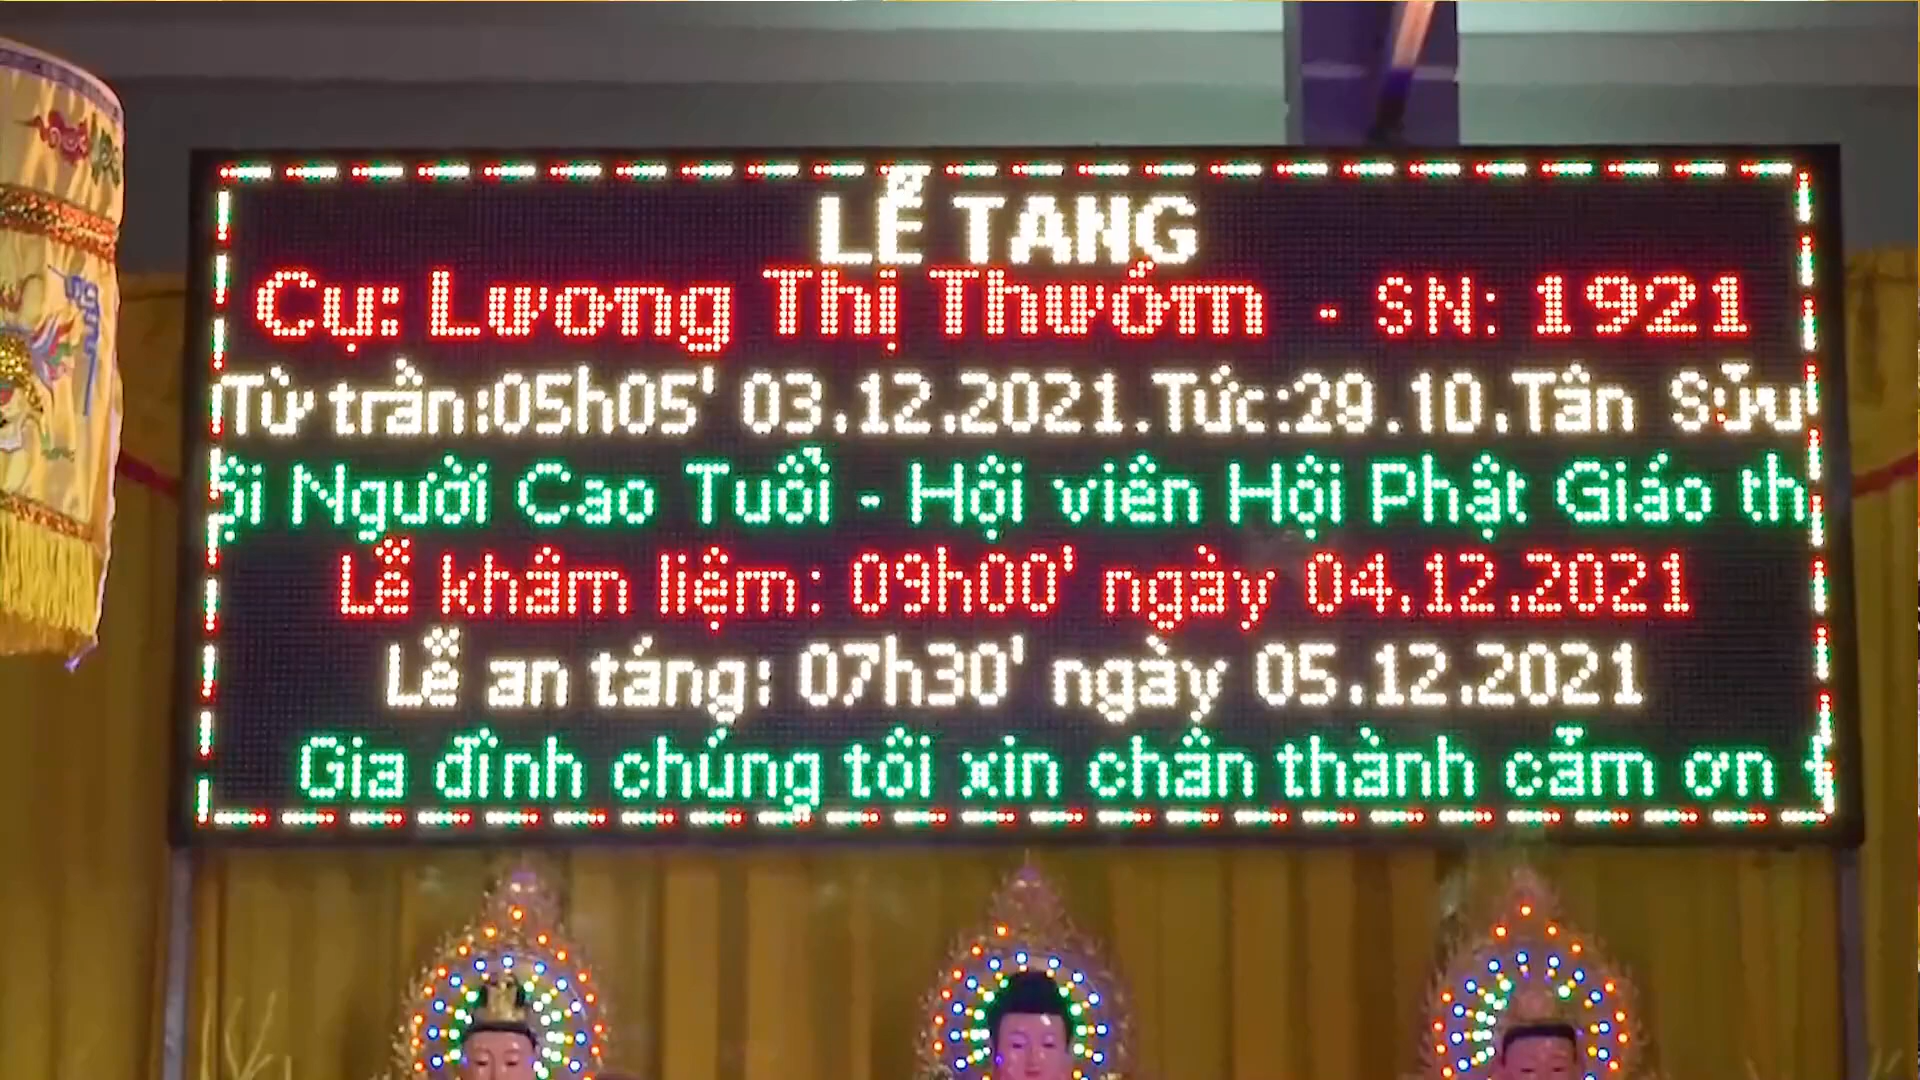 LỄ TANG
Cụ: Lương Thị Thướm - SN: 1921
Từ trần:05h05' 03.12.2021.Tức:29.10.Tân Sửu
ội Người Cao Tuổi - Hội viên Hội Phật Giáo th
Lễ khâm liệm: 09h00' ngày 04.12.2021
Lễ an táng: 07h30' ngày 05.12.2021
Gia đình chúng tôi xin chân thành cảm ơn